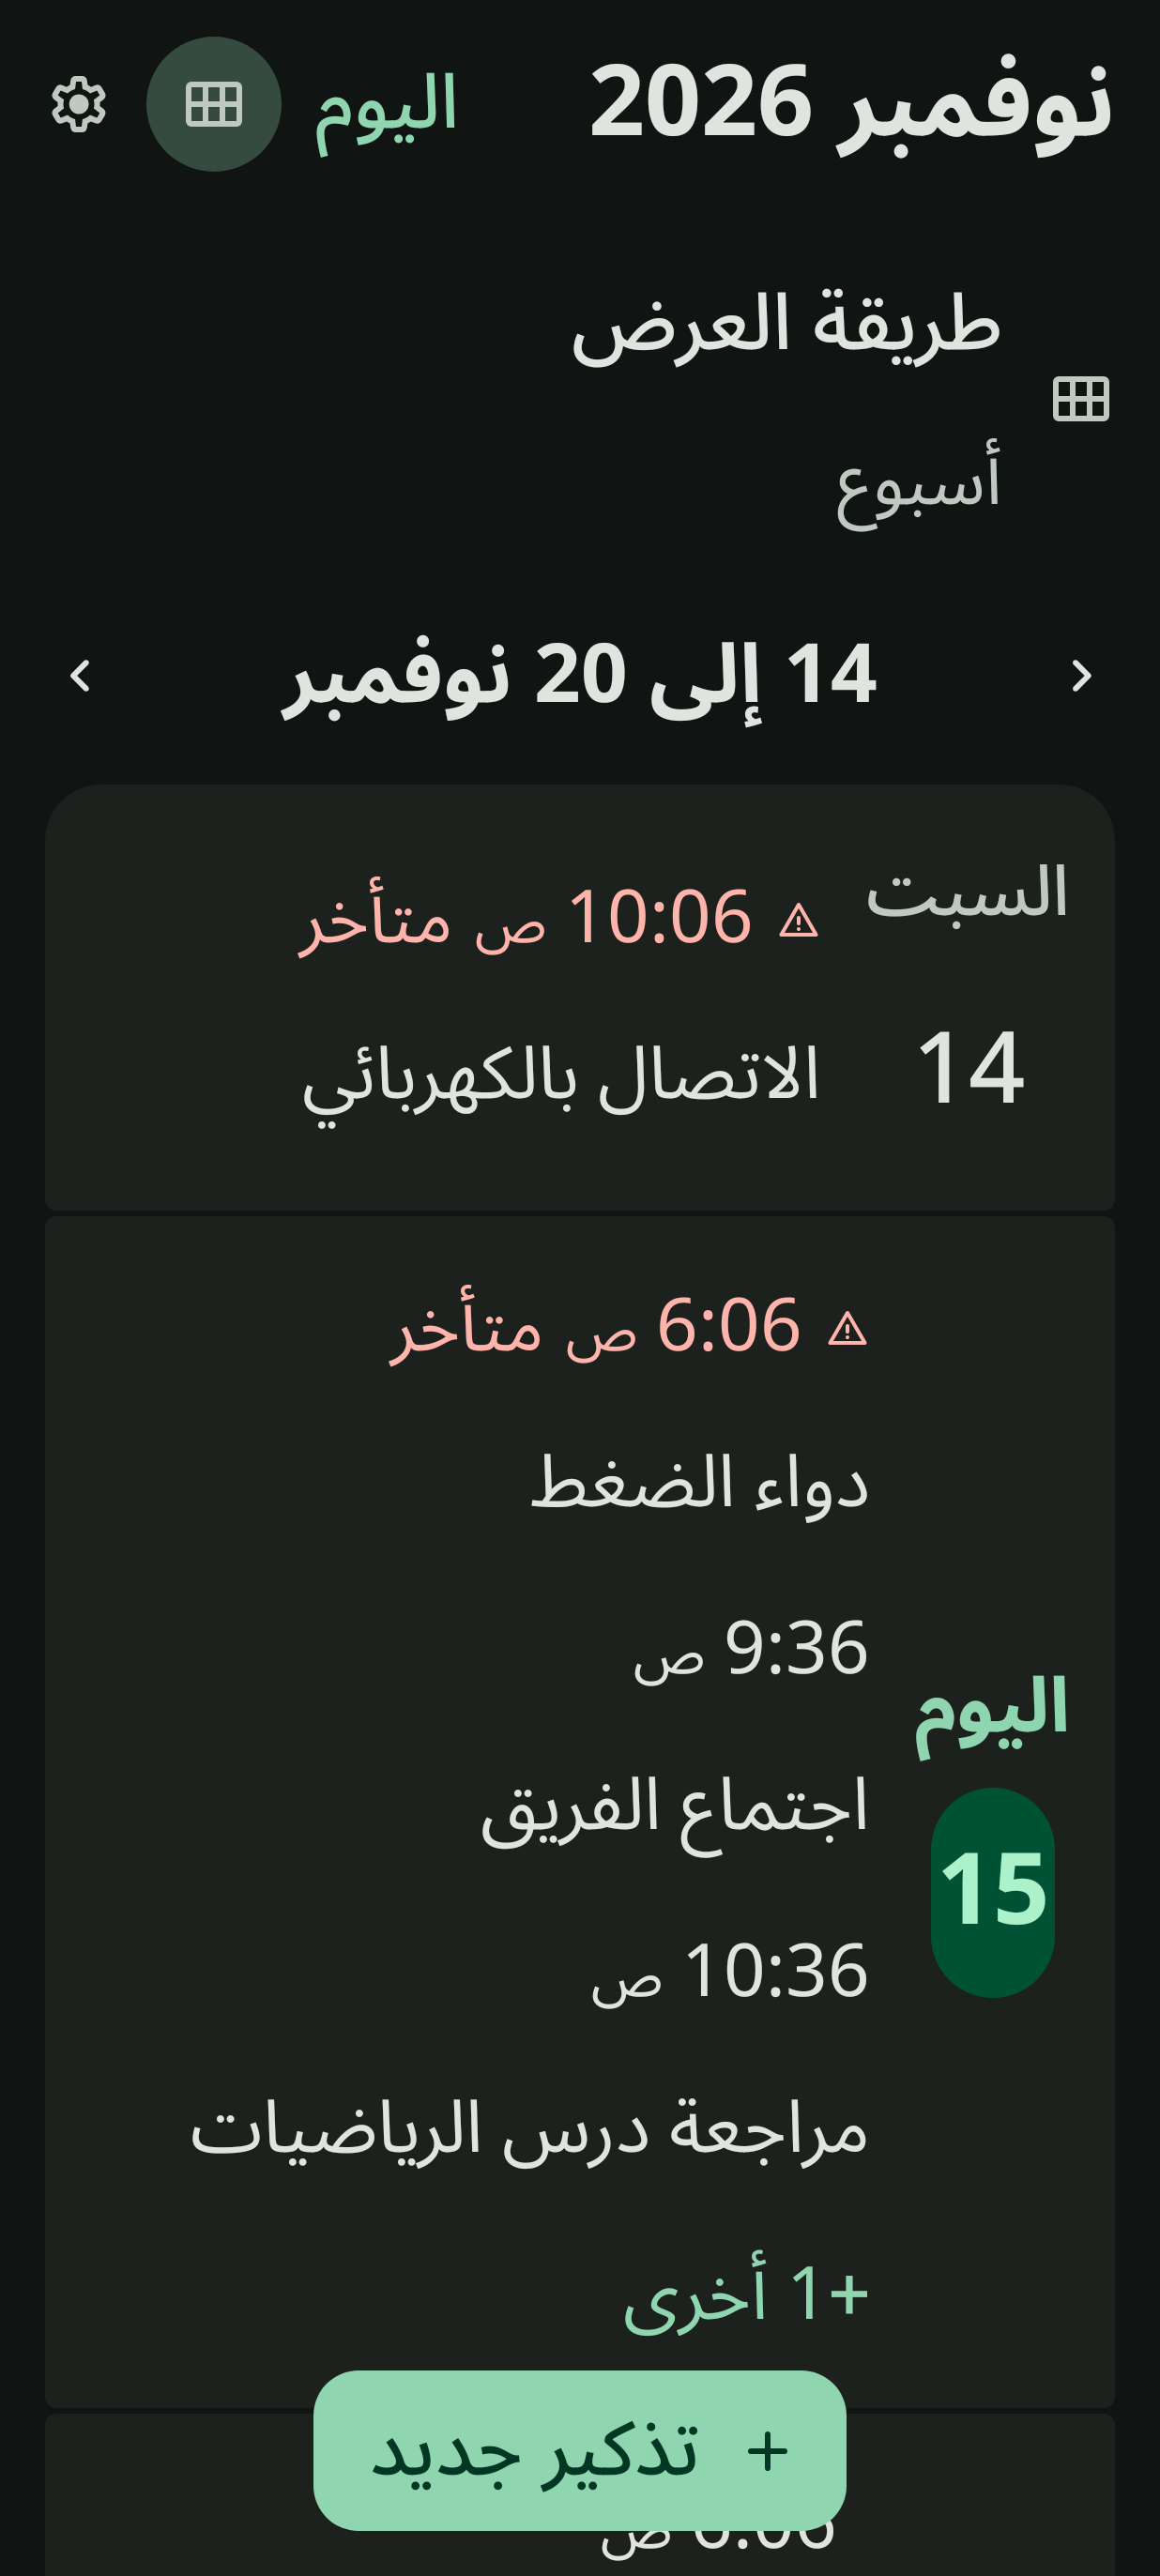 نوفمبر 2026
اليوم
طريقة العرض
أسبوع
14 إلى 20 نوفمبر
السبت
14
10:06 ص متأخر
الاتصال بالكهربائي
اليوم
15
6:06 ص متأخر
دواء الضغط
9:36 ص
اجتماع الفريق
10:36 ص
مراجعة درس الرياضيات
+1 أخرى
تذكير جديد